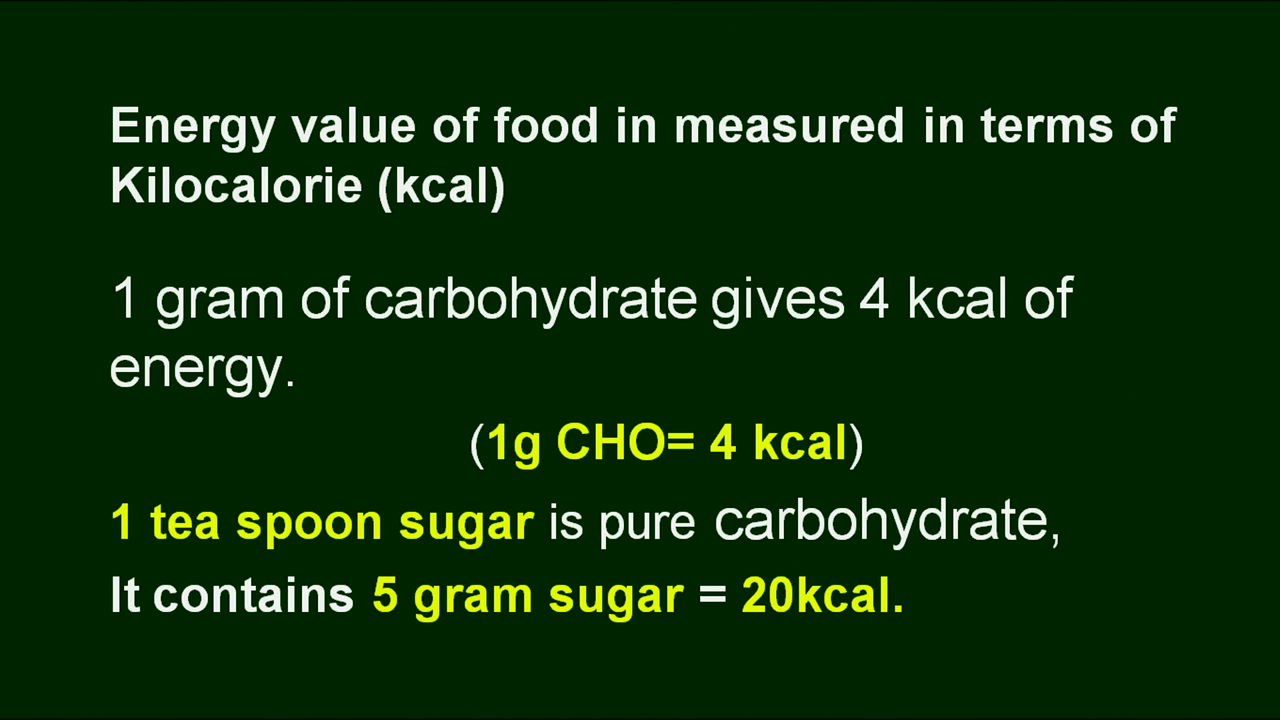 Energy value of food in measured in terms of
Kilocalorie (kcal)
1 gram of carbohydrate gives 4 kcal of
energy.
(1g CHO= 4 kcal)
1 tea spoon sugar is pure carbohydrate,
It contains 5 gram sugar = 20kcal.